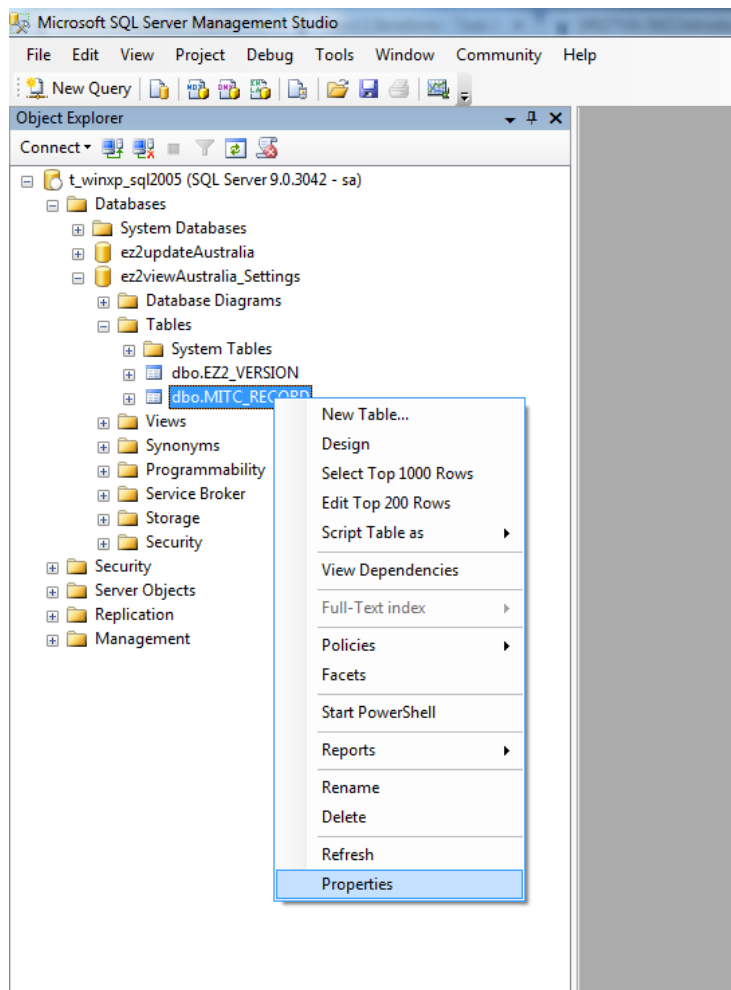 Microsoft SQL Server Management Studio
File Edit View Project Debug Tools Window Community Help
New Query
Object Explorer
Connect
t_winxp_sql2005 (SQL Server 9.0.3042 - sa)
Databases
System Databases
ez2updateAustralia
ez2viewAustralia_Settings
Database Diagrams
Tables
System Tables
dbo.EZ2_VERSION
dbo.MITC_RECORD
Views
Synonyms
Programmability
Service Broker
Storage
Security
Security
Server Objects
Replication
Management
New Table...
Design
Select Top 1000 Rows
Edit Top 200 Rows
Script Table as
View Dependencies
Full-Text index
Policies
Facets
Start PowerShell
Reports
Rename
Delete
Refresh
Properties